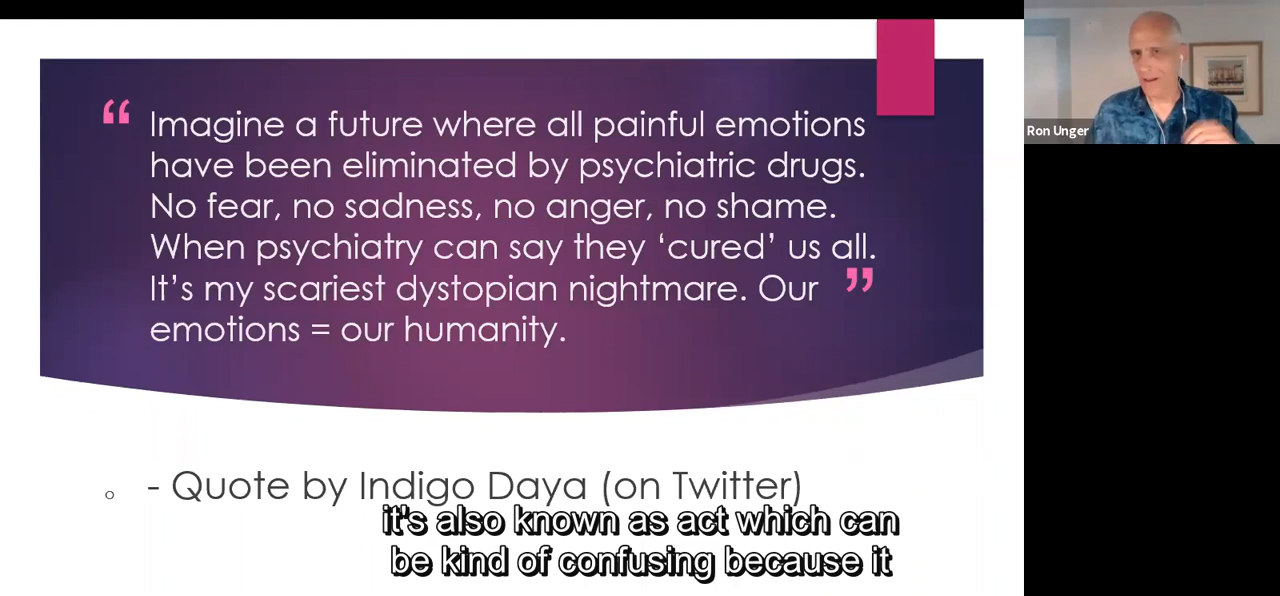 “ Imagine a future where all painful emotions
have been eliminated by psychiatric drugs.
No fear, no sadness, no anger, no shame.
When psychiatry can say they ‘cured’ us all.
It’s my scariest dystopian nightmare. Our ”
emotions = our humanity.
- Quote by Indigo Daya (on Twitter)
it's also known as act which can
be kind of confusing because it
Ron Unger